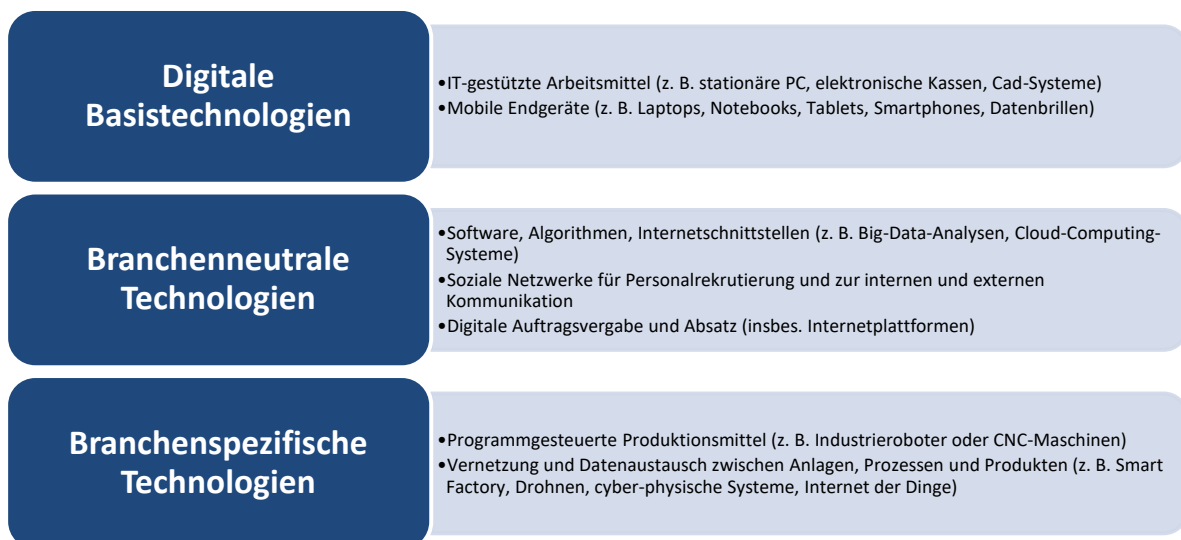 Digitale
Basistechnologien
•IT-gestützte Arbeitsmittel (z. B. stationäre PC, elektronische Kassen, Cad-Systeme)
•Mobile Endgeräte (z. B. Laptops, Notebooks, Tablets, Smartphones, Datenbrillen)
Branchenneutrale
Technologien
•Software, Algorithmen, Internetschnittstellen (z. B. Big-Data-Analysen, Cloud-Computing-
Systeme)
•Soziale Netzwerke für Personalrekrutierung und zur internen und externen
Kommunikation
•Digitale Auftragsvergabe und Absatz (insbes. Internetplattformen)
Branchenspezifische
Technologien
•Programmgesteuerte Produktionsmittel (z. B. Industrieroboter oder CNC-Maschinen)
•Vernetzung und Datenaustausch zwischen Anlagen, Prozessen und Produkten (z. B. Smart
Factory, Drohnen, cyber-physische Systeme, Internet der Dinge)